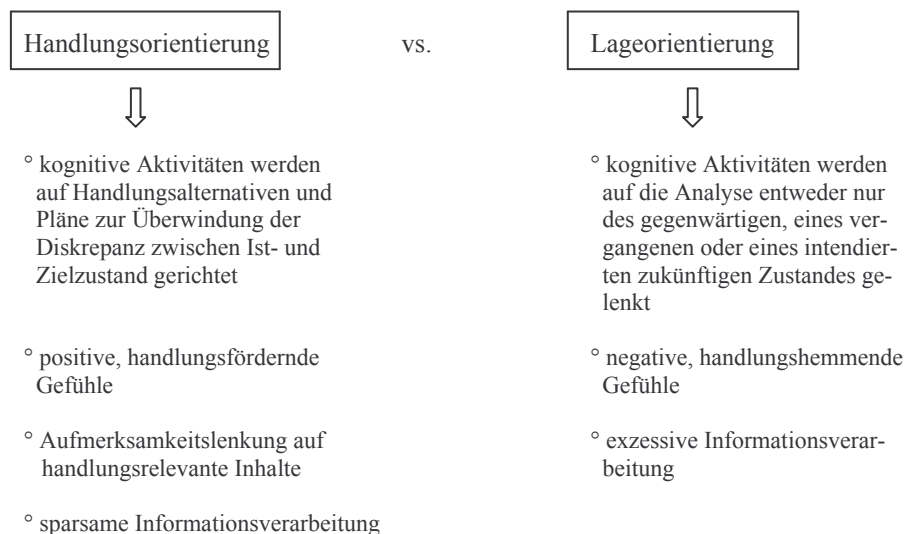 Handlungsorientierung vs. Lageorientierung
° kognitive Aktivitäten werden
auf Handlungsalternativen und
Pläne zur Überwindung der
Diskrepanz zwischen Ist- und
Zielzustand gerichtet
° kognitive Aktivitäten werden
auf die Analyse entweder nur
des gegenwärtigen, eines ver-
gangenen oder eines intendier-
ten zukünftigen Zustandes ge-
lenkt
° positive, handlungsfördernde
Gefühle
° negative, handlungshemmende
Gefühle
° Aufmerksamkeitslenkung auf
handlungsrelevante Inhalte
° exzessive Informationsverar-
beitung
° sparsame Informationsverarbeitung